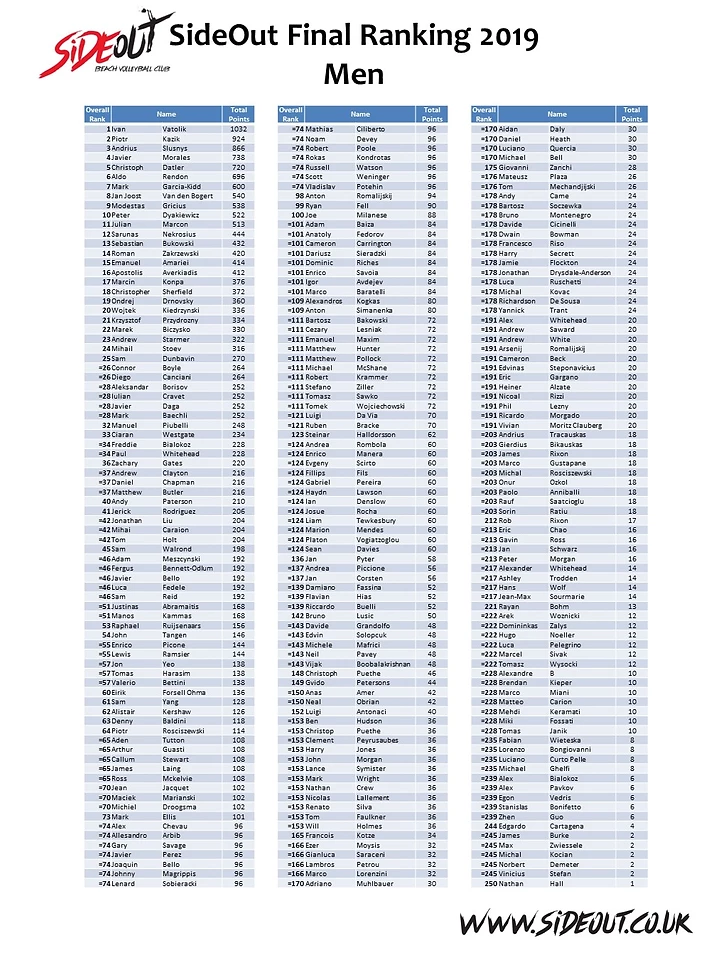 SiDEOUT
BEACH VOLLEYBALL CLUB
SideOut Final Ranking 2019
Men
Overall Rank Name Total Points
1 Ivan Vatolik 1032
2 Piotr Kazik 924
3 Andrius Slusnys 866
4 Javier Morales 738
5 Christoph Datler 720
6 Aldo Rendon 696
7 Mark Garcia-Kidd 600
8 Jan Joost Van den Bogert 540
9 Modestas Gricius 538
10 Peter Dyakiewicz 522
11 Julian Marcon 513
12 Sarunas Nekrosius 444
13 Sebastian Bukowski 432
14 Roman Zakrzewski 420
15 Emanuel Amariei 414
16 Apostolis Averkiadis 412
17 Marcin Konpa 376
18 Christopher Sherfield 372
19 Ondrej Drnovsky 360
20 Wojtek Kiedrzynski 336
21 Krzysztof Przydrozny 334
22 Marek Biczysko 330
23 Andrew Starmer 322
24 Mihail Stoev 316
25 Sam Dunbavin 270
=26 Connor Boyle 264
=26 Diego Canciani 264
=28 Aleksandar Borisov 252
=28 Iulian Cravet 252
=28 Javier Daga 252
=28 Mark Baechli 252
32 Manuel Piubelli 248
33 Ciaran Westgate 234
=34 Freddie Bialokoz 228
=34 Paul Whitehead 228
36 Zachary Gates 220
=37 Andrew Clayton 216
=37 Daniel Chapman 216
=37 Matthew Butler 216
40 Andy Paterson 210
41 Jerick Rodriguez 206
=42 Jonathan Liu 204
=42 Mihai Caraion 204
=42 Tom Holt 204
45 Sam Walrond 198
=46 Adam Meszczynski 192
=46 Fergus Bennett-Odlum 192
=46 Javier Bello 192
=46 Luca Fedele 192
=46 Sam Reid 192
=51 Justinas Abramaitis 168
=51 Manos Kammas 168
53 Raphael Ruijsenaars 156
54 John Tangen 146
=55 Enrico Picone 144
=55 Lewis Ramsier 144
=57 Jon Yeo 138
=57 Tomas Harasim 138
=57 Valerio Bettini 138
60 Eirik Forsell Ohma 136
61 Sam Yang 128
62 Alistair Kershaw 126
63 Denny Baldini 118
64 Piotr Rosciszewski 114
=65 Aden Tutton 108
=65 Arthur Guasti 108
=65 Callum Stewart 108
=65 James Laing 108
=65 Ross Mckelvie 108
=70 Jean Jacquet 102
=70 Maciek Marianski 102
=70 Michiel Droogsma 102
73 Mark Ellis 101
=74 Alex Chevau 96
=74 Allesandro Arbib 96
=74 Gary Savage 96
=74 Javier Perez 96
=74 Joaquin Bello 96
=74 Johnny Magrippis 96
=74 Lenard Sobieracki 96
Overall Rank Name Total Points
=74 Mathias Ciliberto 96
=74 Noam Devey 96
=74 Robert Poole 96
=74 Rokas Kondrotas 96
=74 Russell Watson 96
=74 Scott Weninger 96
=74 Vladislav Potehin 96
98 Anton Romalijskij 94
99 Ryan Fell 90
100 Joe Milanese 88
=101 Adam Baiza 84
=101 Anatoly Fedorov 84
=101 Cameron Carrington 84
=101 Dariusz Sieradzki 84
=101 Dominic Riches 84
=101 Enrico Savoia 84
=101 Igor Avdejev 84
=101 Marco Baratelli 84
=109 Alexandros Kogkas 80
=109 Anton Simanenka 80
=111 Bartosz Bakowski 72
=111 Cezary Lesniak 72
=111 Emanuel Maxim 72
=111 Matthew Hunter 72
=111 Matthew Pollock 72
=111 Michael McShane 72
=111 Robert Krammer 72
=111 Stefano Ziller 72
=111 Tomasz Sawko 72
=111 Tomek Wojciechowski 72
=121 Luigi Da Via 70
=121 Ruben Bracke 70
123 Steinar Halldorsson 62
=124 Andrea Rombola 60
=124 Enrico Manera 60
=124 Evgeny Scirto 60
=124 Fillips Fils 60
=124 Gabriel Pereira 60
=124 Haydn Lawson 60
=124 Ian Denslow 60
=124 Josue Rocha 60
=124 Liam Tewkesbury 60
=124 Marion Mendes 60
=124 Platon Vogiatzoglou 60
=124 Sean Davies 60
136 Jan Pyter 58
=137 Andrea Piccione 56
=137 Jan Corsten 56
=139 Damiano Fassina 52
=139 Flavian Hias 52
=139 Riccardo Buelli 52
142 Bruno Lusic 50
=143 Davide Grandolfo 48
=143 Edvin Solopcuk 48
=143 Michele Mafrici 48
=143 Neil Pavey 48
=143 Vijak Boobalakrishnan 48
148 Christoph Puethe 46
149 Gvido Petersons 44
=150 Anas Amer 42
=150 Neal Obrian 42
152 Luigi Antonaci 40
=153 Ben Hudson 36
=153 Christop Puethe 36
=153 Clement Peyrusaubes 36
=153 Harry Jones 36
=153 John Morgan 36
=153 Lance Symister 36
=153 Mark Wright 36
=153 Nathan Crew 36
=153 Nicolas Lallement 36
=153 Renato Silva 36
=153 Tom Faulkner 36
=153 Will Holmes 36
165 Francois Kotze 34
=166 Ezer Moysis 32
=166 Gianluca Saraceni 32
=166 Lambros Petrou 32
=166 Marco Lorenzini 32
=170 Adriano Muhlbauer 30
Overall Rank Name Total Points
=170 Aidan Daly 30
=170 Daniel Heath 30
=170 Luciano Quercia 30
=170 Michael Bell 30
175 Giovanni Zanchi 28
=176 Mateusz Plaza 26
=176 Tom Mechandjijski 26
=178 Andy Came 24
=178 Bartosz Soczewka 24
=178 Bruno Montenegro 24
=178 Davide Cicinelli 24
=178 Dwain Bowman 24
=178 Francesco Riso 24
=178 Harry Secrett 24
=178 Jamie Flockton 24
=178 Jonathan Drysdale-Anderson 24
=178 Luca Ruschetti 24
=178 Michal Kovac 24
=178 Richardson De Sousa 24
=178 Yannick Trant 24
=191 Alex Whitehead 20
=191 Andrew Saward 20
=191 Andrew White 20
=191 Arsenij Romalijskij 20
=191 Cameron Beck 20
=191 Edvinas Steponavicius 20
=191 Eric Gargano 20
=191 Heiner Alzate 20
=191 Nicoal Rizzi 20
=191 Phil Lezny 20
=191 Ricardo Morgado 20
=191 Vivian Moritz Clauberg 20
=203 Andrius Tracauskas 18
=203 Gierdius Bikauskas 18
=203 James Rixon 18
=203 Marco Gustapane 18
=203 Michal Rosciszewski 18
=203 Onur Ozkol 18
=203 Paolo Anniballi 18
=203 Rauf Saatcioglu 18
=203 Sorin Ratiu 18
212 Rob Rixon 17
=213 Eric Chao 16
=213 Gavin Ross 16
=213 Jan Schwarz 16
=213 Peter Morgan 16
=217 Alexander Whitehead 14
=217 Ashley Trodden 14
=217 Hans Wolf 14
=217 Jean-Max Sourmarie 14
221 Rayan Bohm 13
=222 Arek Woznicki 12
=222 Domininkas Zalys 12
=222 Hugo Noeller 12
=222 Luca Pelegrino 12
=222 Marcel Sivak 12
=222 Tomasz Wysocki 12
=228 Alexandre B 10
=228 Brendan Kieper 10
=228 Marco Miani 10
=228 Matteo Carion 10
=228 Mehdi Keramati 10
=228 Miki Fossati 10
=228 Tomas Janik 10
=235 Fabian Wieteska 8
=235 Lorenzo Bongiovanni 8
=235 Luciano Curto Pelle 8
=235 Michael Ghelfi 8
=239 Alex Bialokoz 6
=239 Alex Pavkov 6
=239 Egon Vedris 6
=239 Stanislas Bonifetto 6
=239 Zhen Guo 6
244 Edgardo Cartagena 4
=245 James Burke 2
=245 Max Zwiessele 2
=245 Michal Kocian 2
=245 Norbert Demeter 2
=245 Vinicius Stefan 2
250 Nathan Hall 1
WWW.SiDEOUT.CO.UK